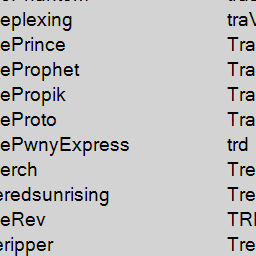 eplexing traV
ePrince Tra
eProphet Tra
ePropik Tra
eProto Tra
ePwnyExpress trd
erch Tre
eredsunrising Tre
eRev TRE
eripper Tre